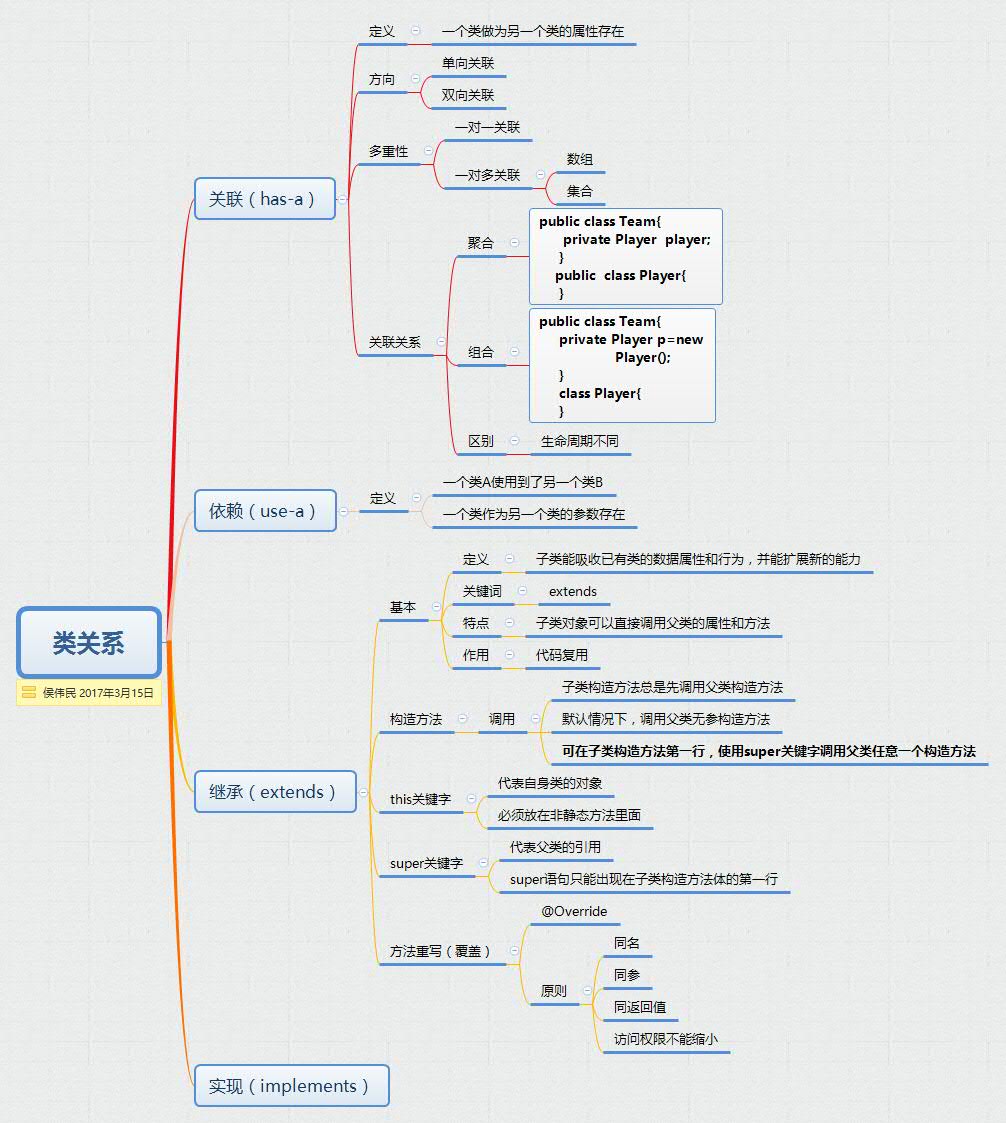 类关系
侯伟民 2017年3月15日
关联（has-a）
定义
一个类做为另一个类的属性存在
方向
单向关联
双向关联
多重性
一对一关联
一对多关联
数组
集合
关联关系
聚合
public class Team{
private Player player;
}
public class Player{
}
组合
public class Team{
private Player p=new
Player();
}
class Player{
}
区别
生命周期不同
依赖（use-a）
定义
一个类A使用到了另一个类B
一个类作为另一个类的参数存在
继承（extends）
基本
定义
子类能吸收已有类的数据属性和行为，并能扩展新的能力
关键词
extends
特点
子类对象可以直接调用父类的属性和方法
作用
代码复用
构造方法
调用
子类构造方法总是先调用父类构造方法
默认情况下，调用父类无参构造方法
可在子类构造方法第一行，使用super关键字调用父类任意一个构造方法
this关键字
代表自身类的对象
必须放在非静态方法里面
super关键字
代表父类的引用
super语句只能出现在子类构造方法体的第一行
方法重写（覆盖）
@Override
原则
同名
同参
同返回值
访问权限不能缩小
实现（implements）